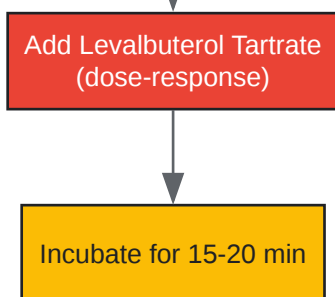 Add Levalbuterol Tartrate
(dose-response)
Incubate for 15-20 min